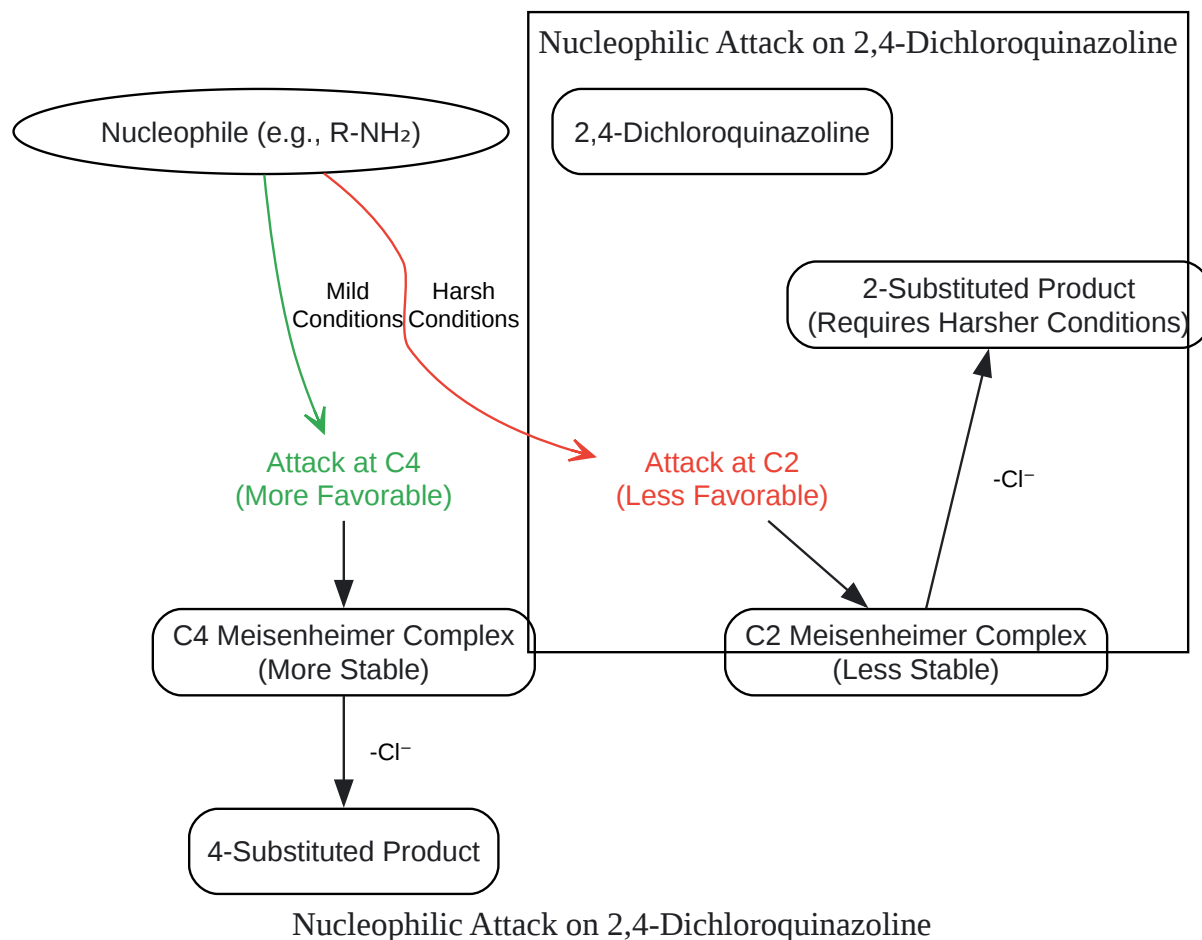 Nucleophilic Attack on 2,4-Dichloroquinazoline
Nucleophile (e.g., R-NH₂)
2,4-Dichloroquinazoline
Mild
Conditions
Harsh
Conditions
2-Substituted Product
(Requires Harsher Conditions)
Attack at C4
(More Favorable)
Attack at C2
(Less Favorable)
-Cl⁻
C4 Meisenheimer Complex
(More Stable)
C2 Meisenheimer Complex
(Less Stable)
-Cl⁻
4-Substituted Product
Nucleophilic Attack on 2,4-Dichloroquinazoline